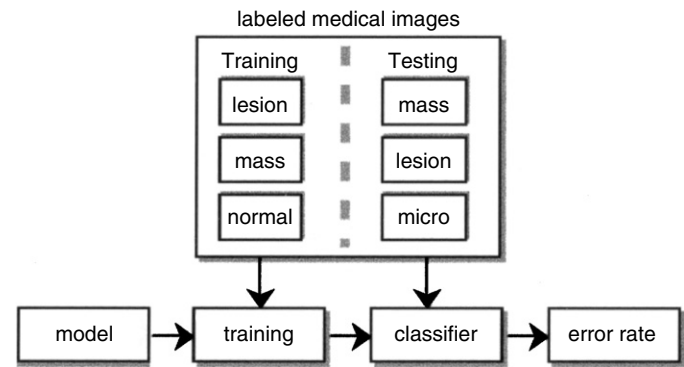 labeled medical images
Training Testing
lesion mass
mass lesion
normal micro
model training classifier error rate